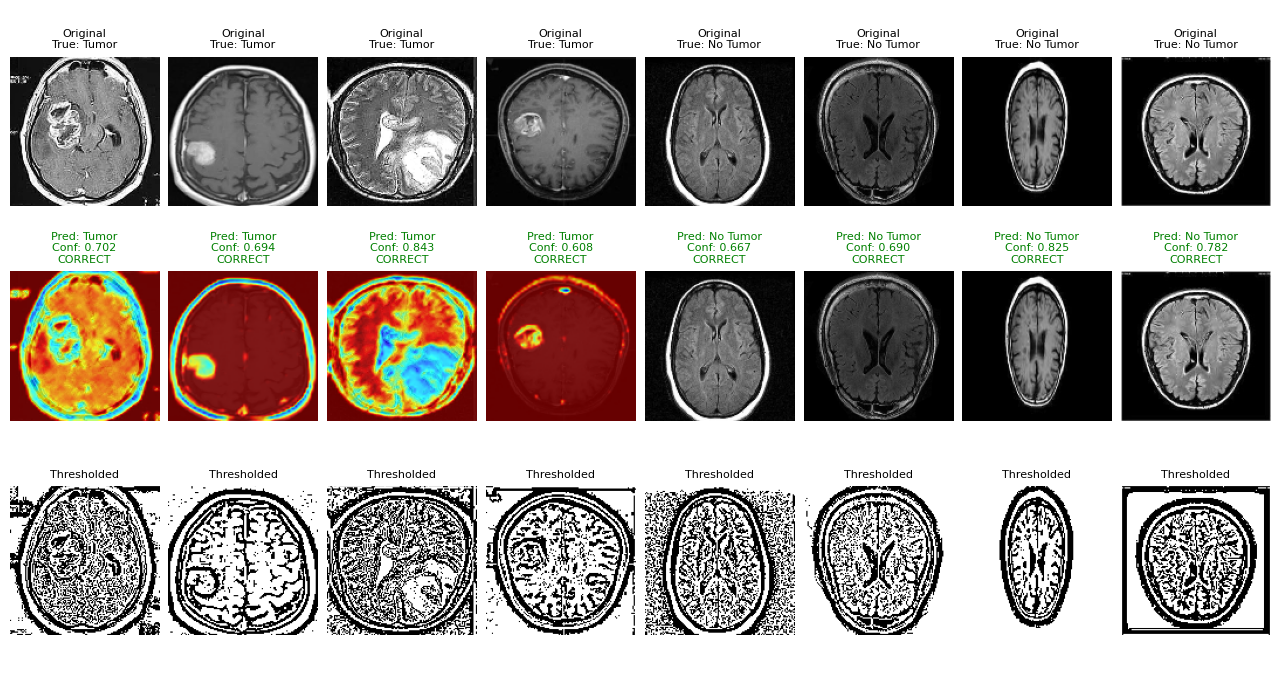 Original
True: Tumor
Original
True: Tumor
Original
True: Tumor
Original
True: Tumor
Original
True: No Tumor
Original
True: No Tumor
Original
True: No Tumor
Original
True: No Tumor
Pred: Tumor
Conf: 0.702
CORRECT
Pred: Tumor
Conf: 0.694
CORRECT
Pred: Tumor
Conf: 0.843
CORRECT
Pred: Tumor
Conf: 0.608
CORRECT
Pred: No Tumor
Conf: 0.667
CORRECT
Pred: No Tumor
Conf: 0.690
CORRECT
Pred: No Tumor
Conf: 0.825
CORRECT
Pred: No Tumor
Conf: 0.782
CORRECT
Thresholded
Thresholded
Thresholded
Thresholded
Thresholded
Thresholded
Thresholded
Thresholded